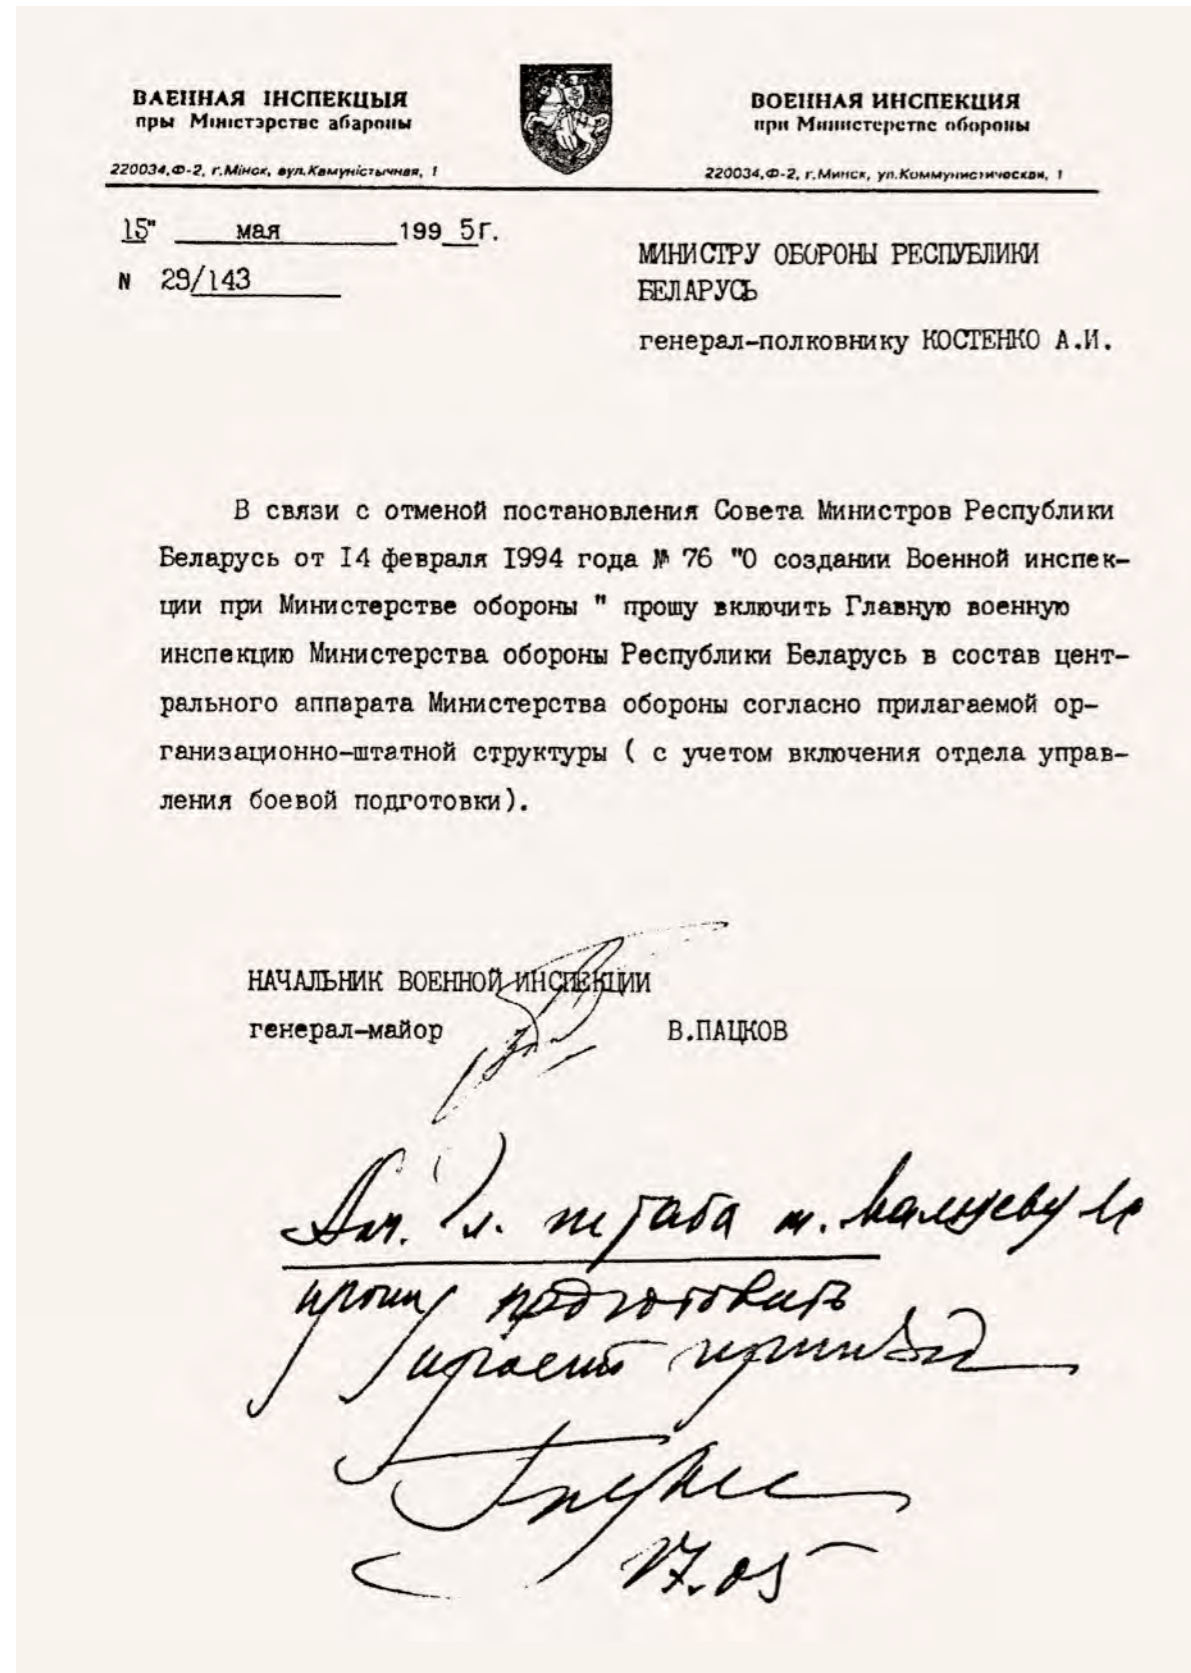 ВАЕННАЯ ІНСПЕКЦЫЯ
пры Міністэрстве абароны
220034,Ф-2, г.Мінск, вул.Камуністычная, 1
ВОЕННАЯ ИНСПЕКЦИЯ
при Министерстве обороны
220034,Ф-2, г.Минск, ул.Коммунистическая, 1
15" мая 1995г.
N 29/143
МИНИСТРУ ОБОРОНЫ РЕСПУБЛИКИ
БЕЛАРУСЬ
генерал-полковнику КОСТЕНКО А.И.
В связи с отменой постановления Совета Министров Республики
Беларусь от 14 февраля 1994 года № 76 "О создании Военной инспек-
ции при Министерстве обороны " прошу включить Главную военную
инспекцию Министерства обороны Республики Беларусь в состав цент-
рального аппарата Министерства обороны согласно прилагаемой ор-
ганизационно-штатной структуры ( с учетом включения отдела управ-
ления боевой подготовки).
НАЧАЛЬНИК ВОЕННОЙ ИНСПЕКЦИИ
генерал-майор В.ПАЦКОВ
штаба т.
прошу подготовить
проект
17.05